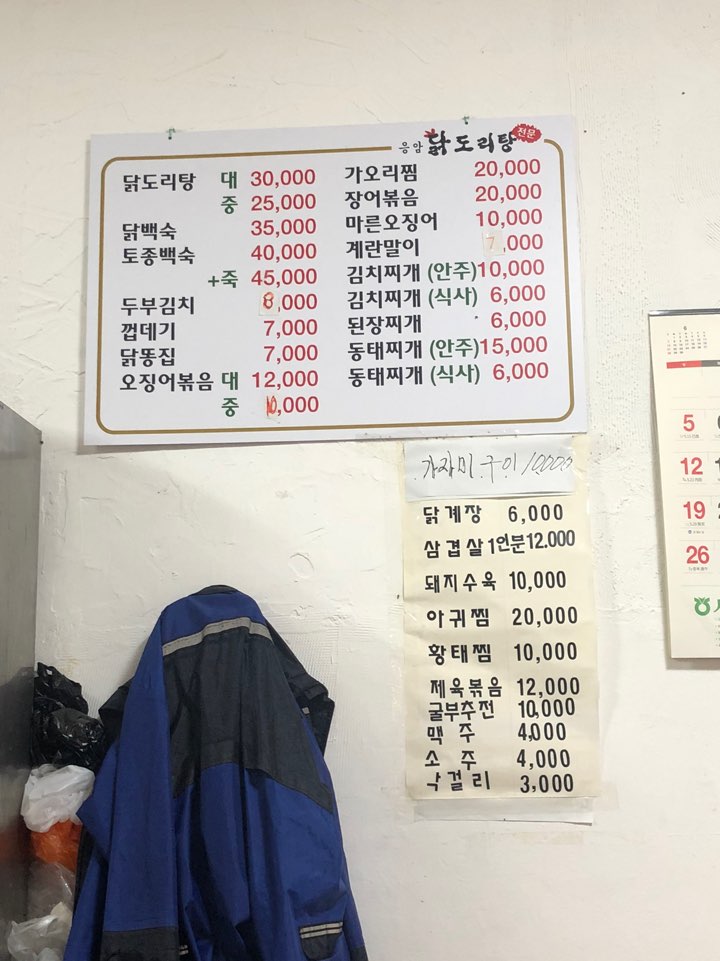 응암 닭도리탕 전문
닭도리탕 대 30,000
중 25,000
닭백숙 35,000
토종백숙 40,000
+죽 45,000
두부김치 8,000
껍데기 7,000
닭똥집 7,000
오징어볶음 대 12,000
중 10,000
가오리찜 20,000
장어볶음 20,000
마른오징어 10,000
계란말이 7,000
김치찌개 (안주) 10,000
김치찌개 (식사) 6,000
된장찌개 6,000
동태찌개 (안주) 15,000
동태찌개 (식사) 6,000
가자미 구이 10,000
닭계장 6,000
삼겹살 1인분 12.000
돼지수육 10,000
아귀찜 20,000
황태찜 10,000
제육볶음 12,000
굴부추전 10,000
맥주 4,000
소주 4,000
막걸리 3,000
6
5
12
19
26